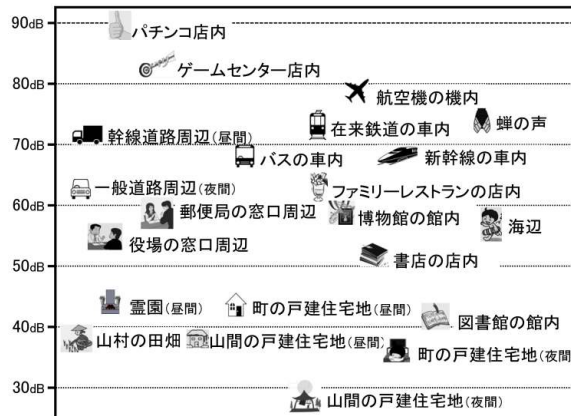 90dB
パチンコ店内
ゲームセンター店内
80dB
航空機の機内
在来鉄道の車内
蝉の声
幹線道路周辺(昼間)
70dB
バスの車内
新幹線の車内
一般道路周辺(夜間)
ファミリーレストランの店内
60dB
郵便局の窓口周辺
博物館の館内
海辺
役場の窓口周辺
書店の店内
50dB
霊園(昼間)
町の戸建住宅地(昼間)
図書館の館内
40dB
山村の田畑
山間の戸建住宅地(昼間)
町の戸建住宅地(夜間
30dB
山間の戸建住宅地(夜間)